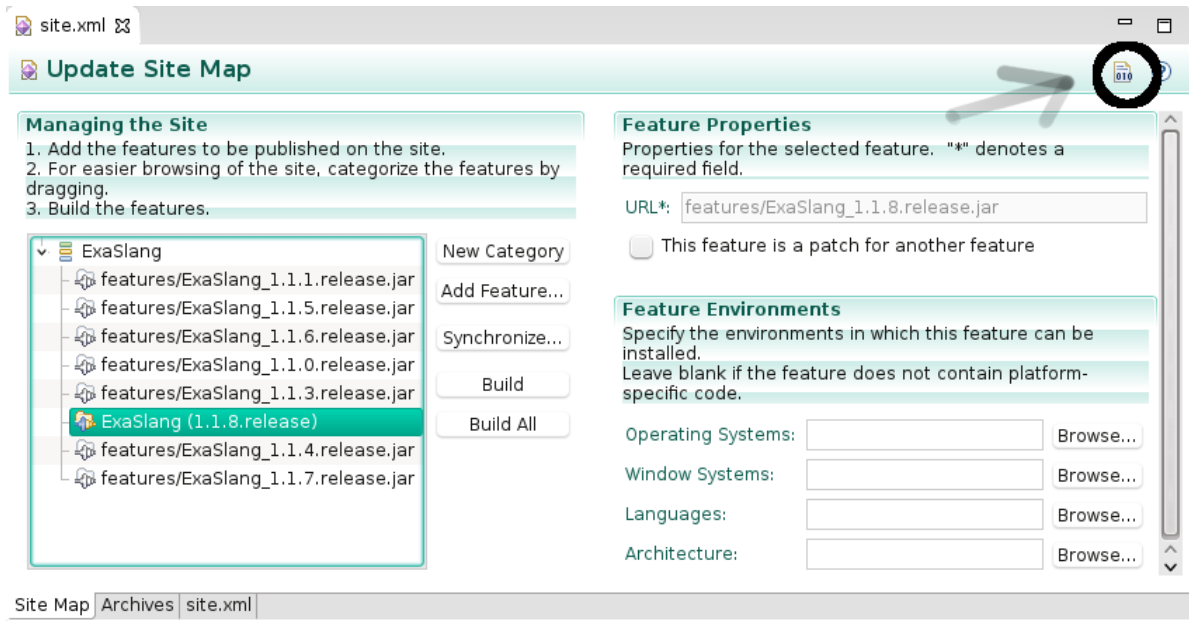 site.xml
Update Site Map
010
?
Managing the Site
1. Add the features to be published on the site.
2. For easier browsing of the site, categorize the features by
dragging.
3. Build the features.
ExaSlang
features/ExaSlang_1.1.1.release.jar
features/ExaSlang_1.1.5.release.jar
features/ExaSlang_1.1.6.release.jar
features/ExaSlang_1.1.0.release.jar
features/ExaSlang_1.1.3.release.jar
ExaSlang (1.1.8.release)
features/ExaSlang_1.1.4.release.jar
features/ExaSlang_1.1.7.release.jar
New Category
Add Feature...
Synchronize...
Build
Build All
Feature Properties
Properties for the selected feature.  "*" denotes a
required field.
URL*: features/ExaSlang_1.1.8.release.jar
This feature is a patch for another feature
Feature Environments
Specify the environments in which this feature can be
installed.
Leave blank if the feature does not contain platform-
specific code.
Operating Systems: Browse...
Window Systems: Browse...
Languages: Browse...
Architecture: Browse...
Site Map Archives site.xml